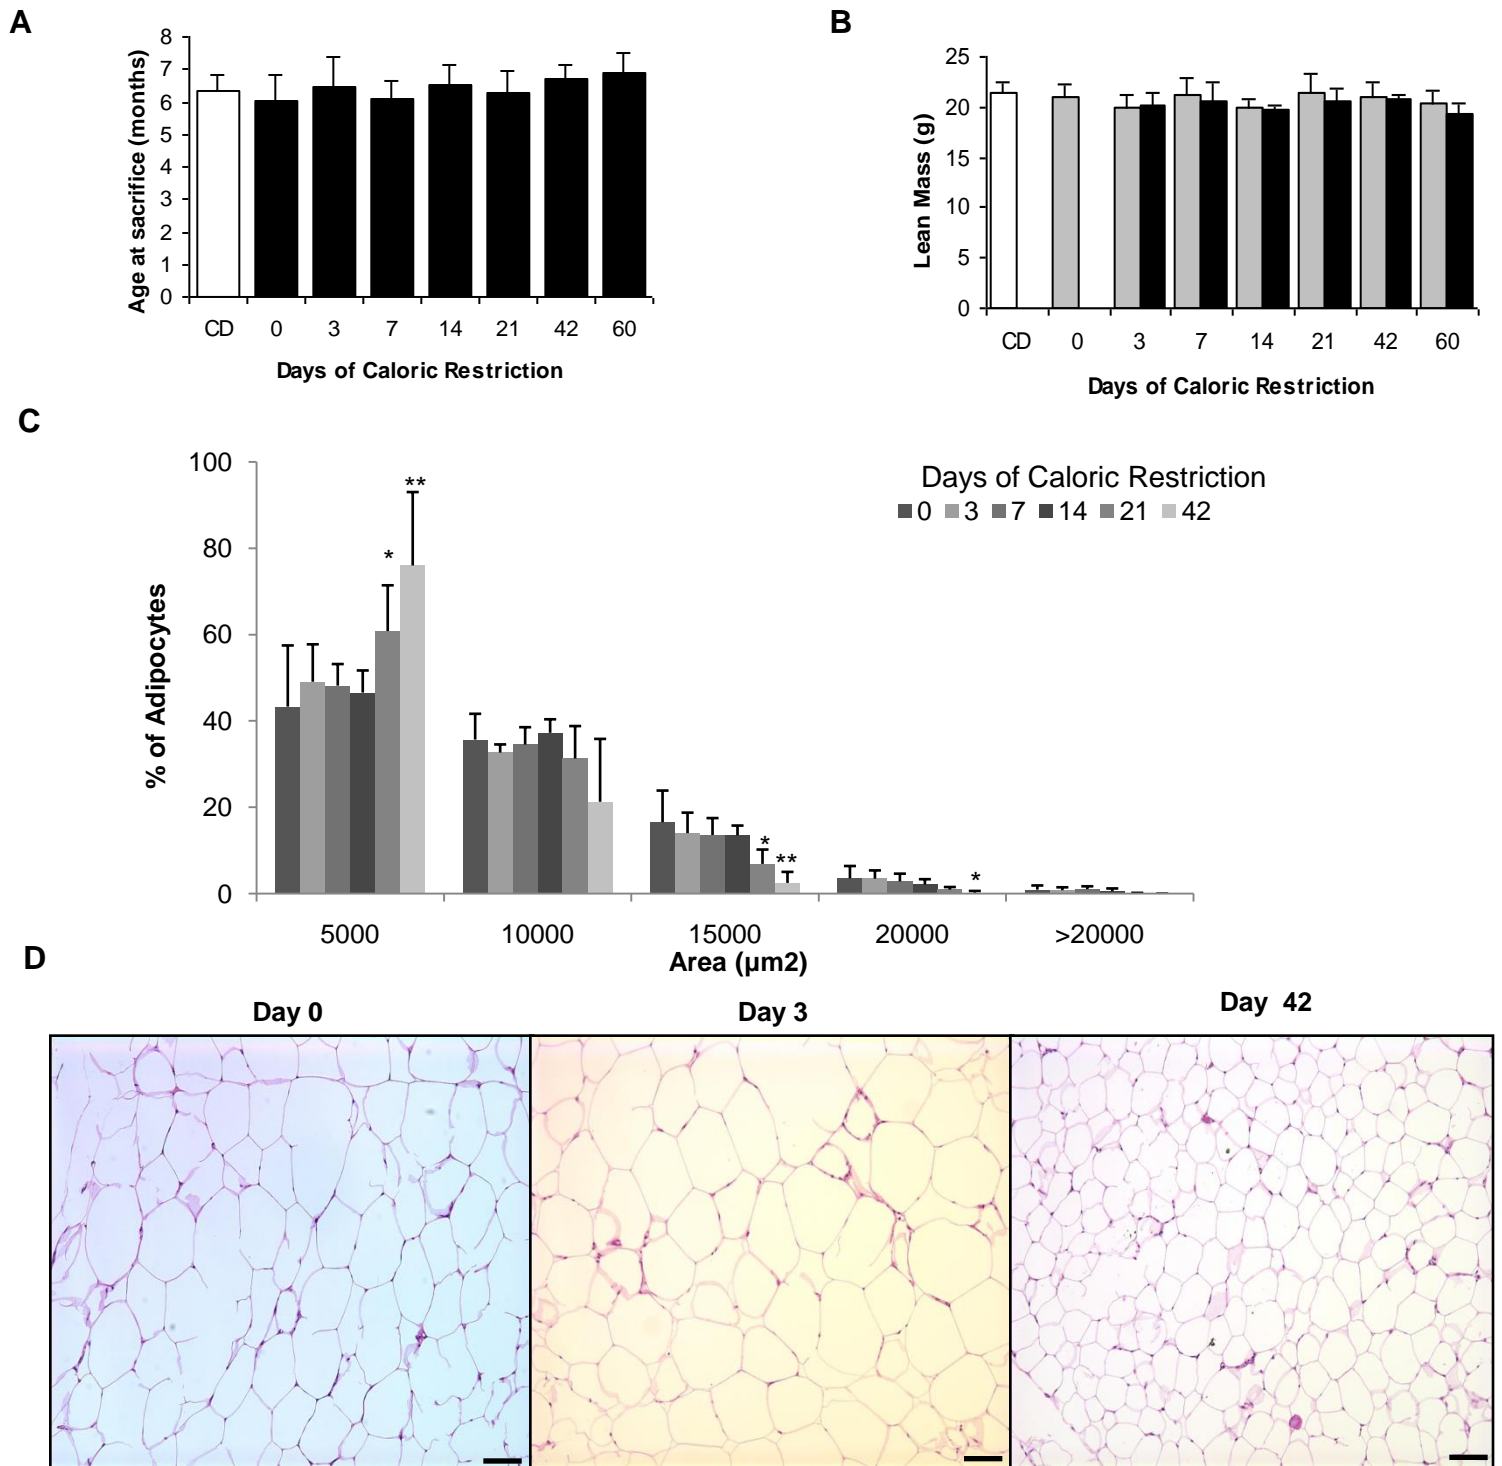 A
B
8
7
6
5
4
3
2
1
0
Age at sacrifice (months)
CD 0 3 7 14 21 42 60
Days of Caloric Restriction
25
20
15
10
5
0
Lean Mass (g)
CD 0 3 7 14 21 42 60
Days of Caloric Restriction
C
100
80
60
40
20
0
% of Adipocytes
Days of Caloric Restriction
0 3 7 14 21 42
**
*
*
**
*
5000 10000 15000 20000 >20000
Area (µm2)
D
Day 0
Day 3
Day 42